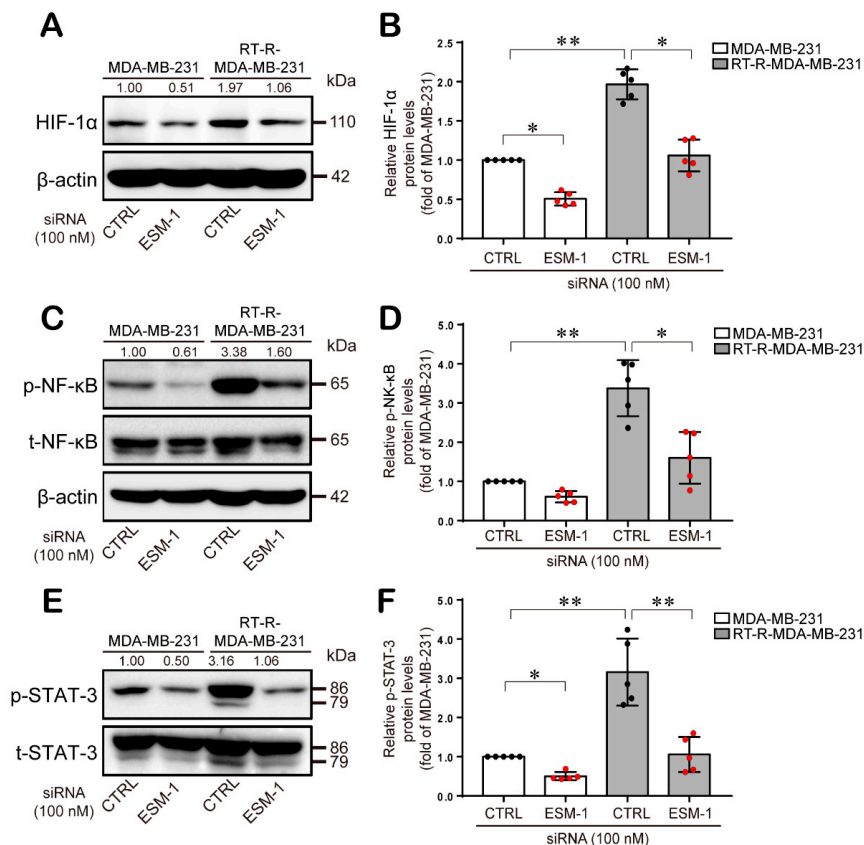 A
MDA-MB-231
RT-R-
MDA-MB-231
kDa
1.00 0.51 1.97 1.06
HIF-1α
110
β-actin
42
siRNA
(100 nM)
CTRL
ESM-1
CTRL
ESM-1
B
Relative HIF-1α
protein levels
(fold of MDA-MB-231)
2.5
2.0
1.5
1.0
0.5
0.0
*
**
*
MDA-MB-231
RT-R-MDA-MB-231
CTRL ESM-1 CTRL ESM-1
siRNA (100 nM)
C
MDA-MB-231
RT-R-
MDA-MB-231
kDa
1.00 0.61 3.38 1.60
p-NF-κB
65
t-NF-κB
65
β-actin
42
siRNA
(100 nM)
CTRL
ESM-1
CTRL
ESM-1
D
Relative p-NK-κB
protein levels
(fold of MDA-MB-231)
5.0
4.0
3.0
2.0
1.0
0.0
**
*
MDA-MB-231
RT-R-MDA-MB-231
CTRL ESM-1 CTRL ESM-1
siRNA (100 nM)
E
MDA-MB-231
RT-R-
MDA-MB-231
kDa
1.00 0.50 3.16 1.06
p-STAT-3
86
79
t-STAT-3
86
79
siRNA
(100 nM)
CTRL
ESM-1
CTRL
ESM-1
F
Relative p-STAT-3
protein levels
(fold of MDA-MB-231)
5.0
4.0
3.0
2.0
1.0
0.0
*
**
**
MDA-MB-231
RT-R-MDA-MB-231
CTRL ESM-1 CTRL ESM-1
siRNA (100 nM)